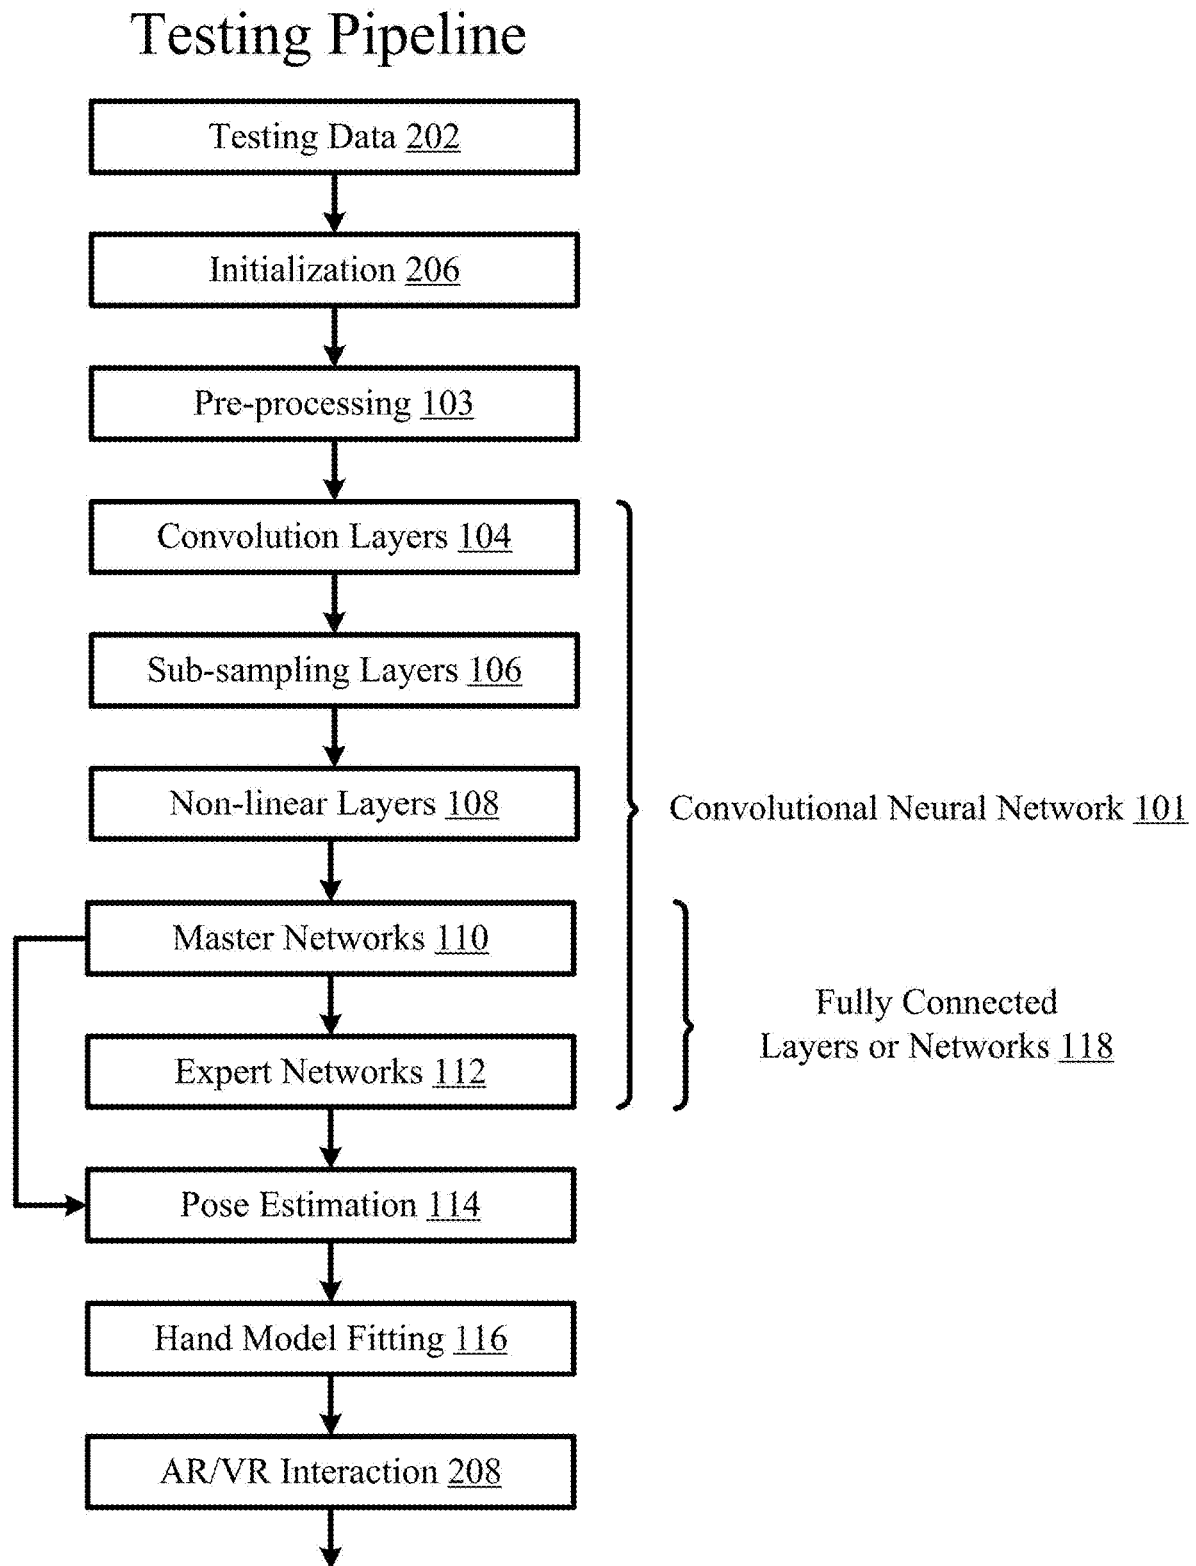 Testing Pipeline
Testing Data 202
Initialization 206
Pre-processing 103
Convolution Layers 104
Sub-sampling Layers 106
Non-linear Layers 108
Convolutional Neural Network 101
Master Networks 110
Fully Connected
Layers or Networks 118
Expert Networks 112
Pose Estimation 114
Hand Model Fitting 116
AR/VR Interaction 208